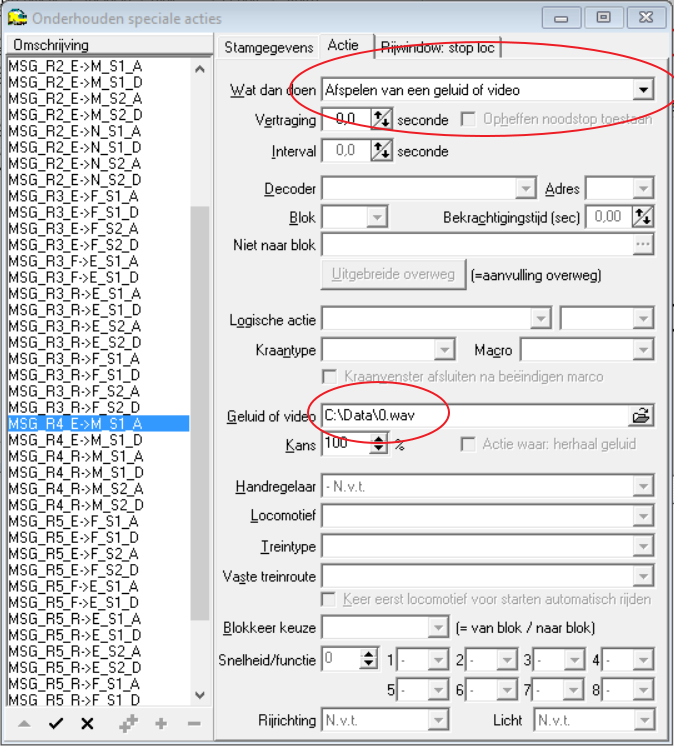 Onderhouden speciale acties
Omschrijving
MSG_R2_E->M_S1_A
MSG_R2_E->M_S1_D
MSG_R2_E->M_S2_A
MSG_R2_E->M_S2_D
MSG_R2_E->N_S1_A
MSG_R2_E->N_S1_D
MSG_R2_E->N_S2_A
MSG_R2_E->N_S2_D
MSG_R3_E->F_S1_A
MSG_R3_E->F_S1_D
MSG_R3_E->F_S2_A
MSG_R3_E->F_S2_D
MSG_R3_F->E_S1_A
MSG_R3_F->E_S1_D
MSG_R3_R->E_S1_A
MSG_R3_R->E_S1_D
MSG_R3_R->E_S2_A
MSG_R3_R->E_S2_D
MSG_R3_R->F_S1_A
MSG_R3_R->F_S1_D
MSG_R3_R->F_S2_A
MSG_R3_R->F_S2_D
MSG_R4_E->M_S1_A
MSG_R4_E->M_S1_D
MSG_R4_R->M_S1_A
MSG_R4_R->M_S1_D
MSG_R4_R->M_S2_A
MSG_R4_R->M_S2_D
MSG_R5_E->F_S1_A
MSG_R5_E->F_S1_D
MSG_R5_E->F_S2_A
MSG_R5_E->F_S2_D
MSG_R5_F->E_S1_A
MSG_R5_F->E_S1_D
MSG_R5_R->E_S1_A
MSG_R5_R->E_S1_D
MSG_R5_R->E_S2_A
MSG_R5_R->E_S2_D
MSG_R5_R->F_S1_A
MSG_R5_R->F_S1_D
Stamgegevens Actie Rijwindow: stop loc
Wat dan doen Afspelen van een geluid of video
Vertraging 0,0 seconde Opheffen noodstop toestaan
Interval 0,0 seconde
Decoder Adres
Blok Bekrachtigingstijd (sec) 0,00
Niet naar blok ...
Uitgebreide overweg (=aanvulling overweg)
Logische actie
Kraantype Macro
Kraanvenster afsluiten na beëindigen marco
Geluid of video C:\Data\0.wav
Kans 100 % Actie waar: herhaal geluid
Handregelaar - N.v.t.
Locomotief
Treintype
Vaste treinroute
Keer eerst locomotief voor starten automatisch rijden
Blokkeer keuze (= van blok / naar blok)
Snelheid/functie 0 1 - 2 - 3 - 4 -
5 - 6 - 7 - 8 -
Rijrichting N.v.t. Licht N.v.t.